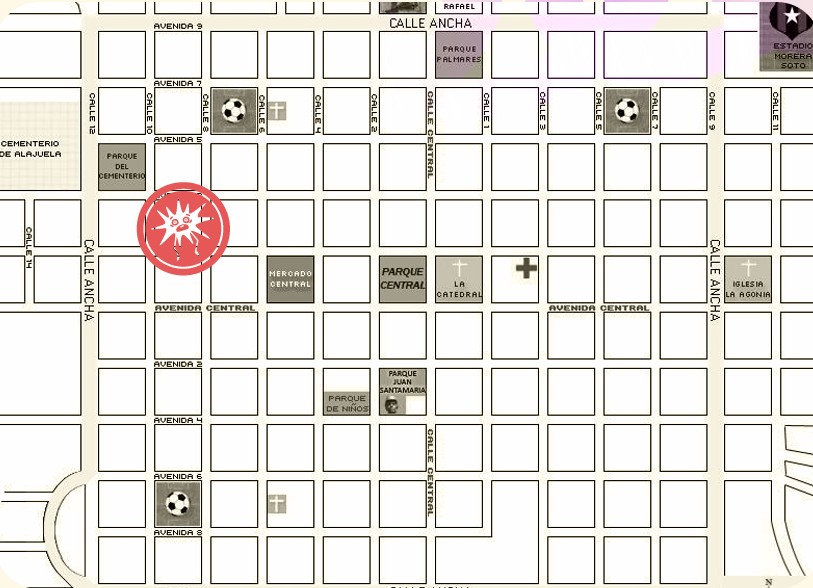 RAFAEL
CALLE ANCHA
AVENIDA 9
PARQUE
PALMARES
ESTADIO
MORERA
SOTO
AVENIDA 7
CALLE 12
CALLE 10
CALLE 8
CALLE 6
CALLE 4
CALLE 2
CALLE CENTRAL
CALLE 1
CALLE 3
CALLE 5
CALLE 7
CALLE 9
CALLE 11
CEMENTERIO
DE ALAJUELA
AVENIDA 5
PARQUE
DEL
CEMENTERIO
CALLE 14
CALLE ANCHA
MERCADO
CENTRAL
PARQUE
CENTRAL
LA
CATEDRAL
CALLE ANCHA
IGLESIA
LA AGONIA
AVENIDA CENTRAL
AVENIDA CENTRAL
AVENIDA 2
PARQUE
JUAN
SANTAMARIA
PARQUE
DE NIÑOS
AVENIDA 4
CALLE CENTRAL
AVENIDA 6
AVENIDA 8
N